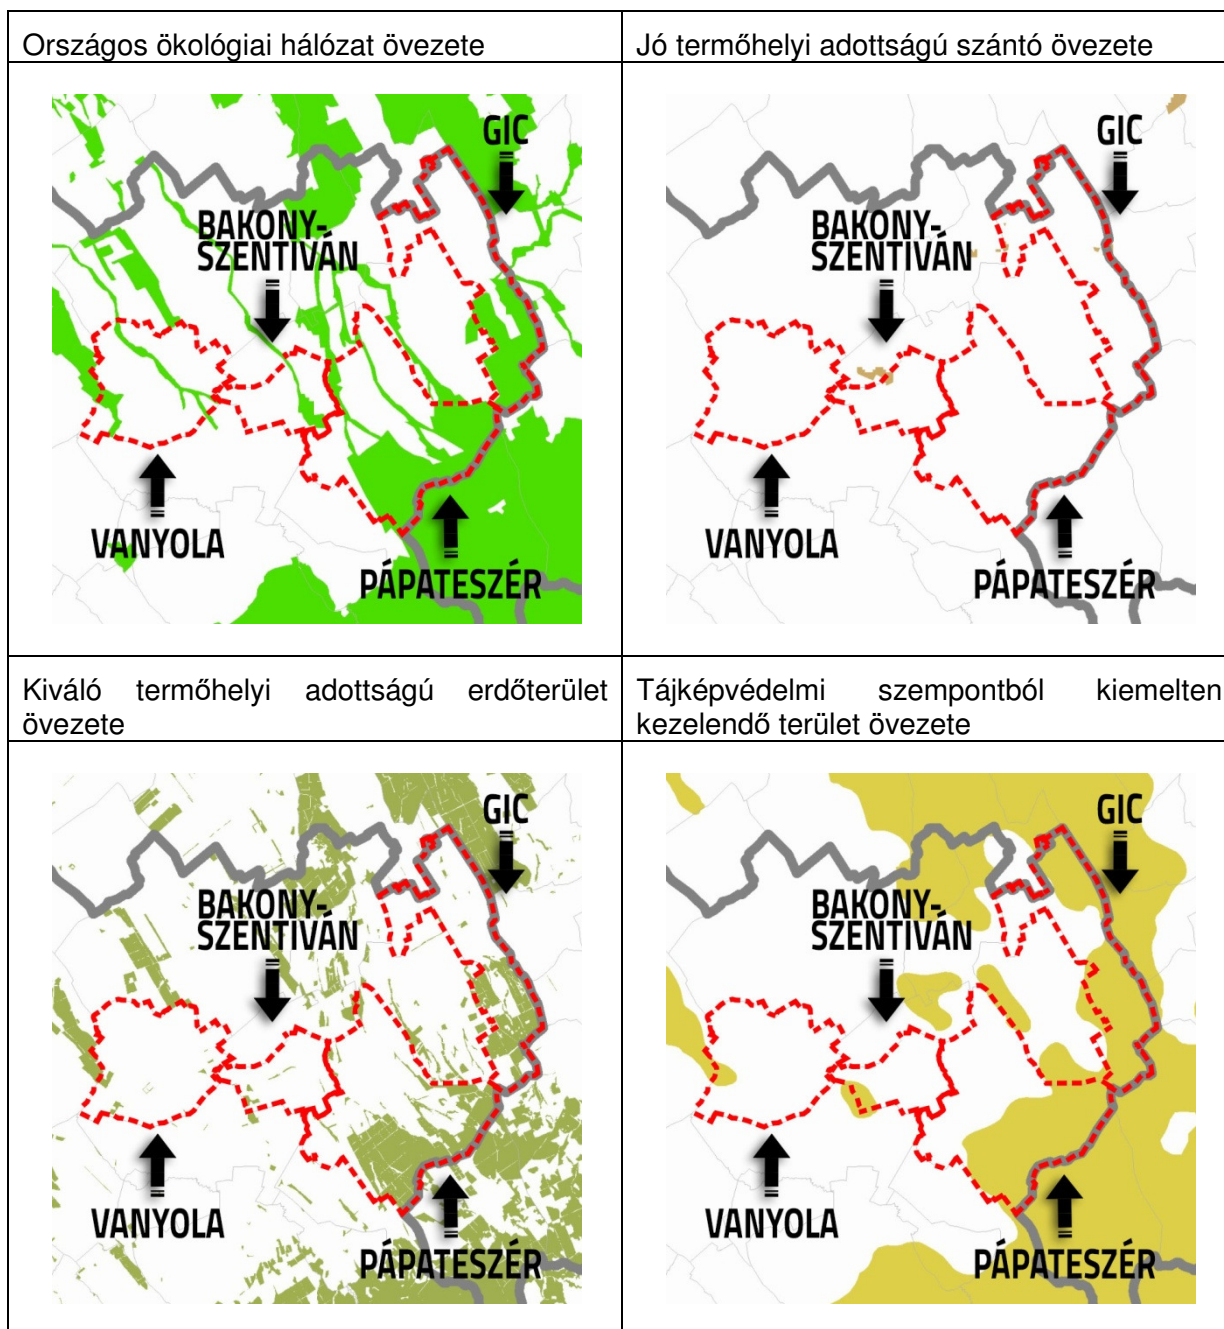 Országos ökológiai hálózat övezete
Jó termőhelyi adottságú szántó övezete
GIC
BAKONY-
SZENTIVÁN
VANYOLA
PÁPATESZÉR
GIC
BAKONY-
SZENTIVÁN
VANYOLA
PÁPATESZÉR
Kiváló termőhelyi adottságú erdőterület
övezete
Tájképvédelmi szempontból kiemelten
kezelendő terület övezete
GIC
BAKONY-
SZENTIVÁN
VANYOLA
PÁPATESZÉR
GIC
BAKONY-
SZENTIVÁN
VANYOLA
PÁPATESZÉR